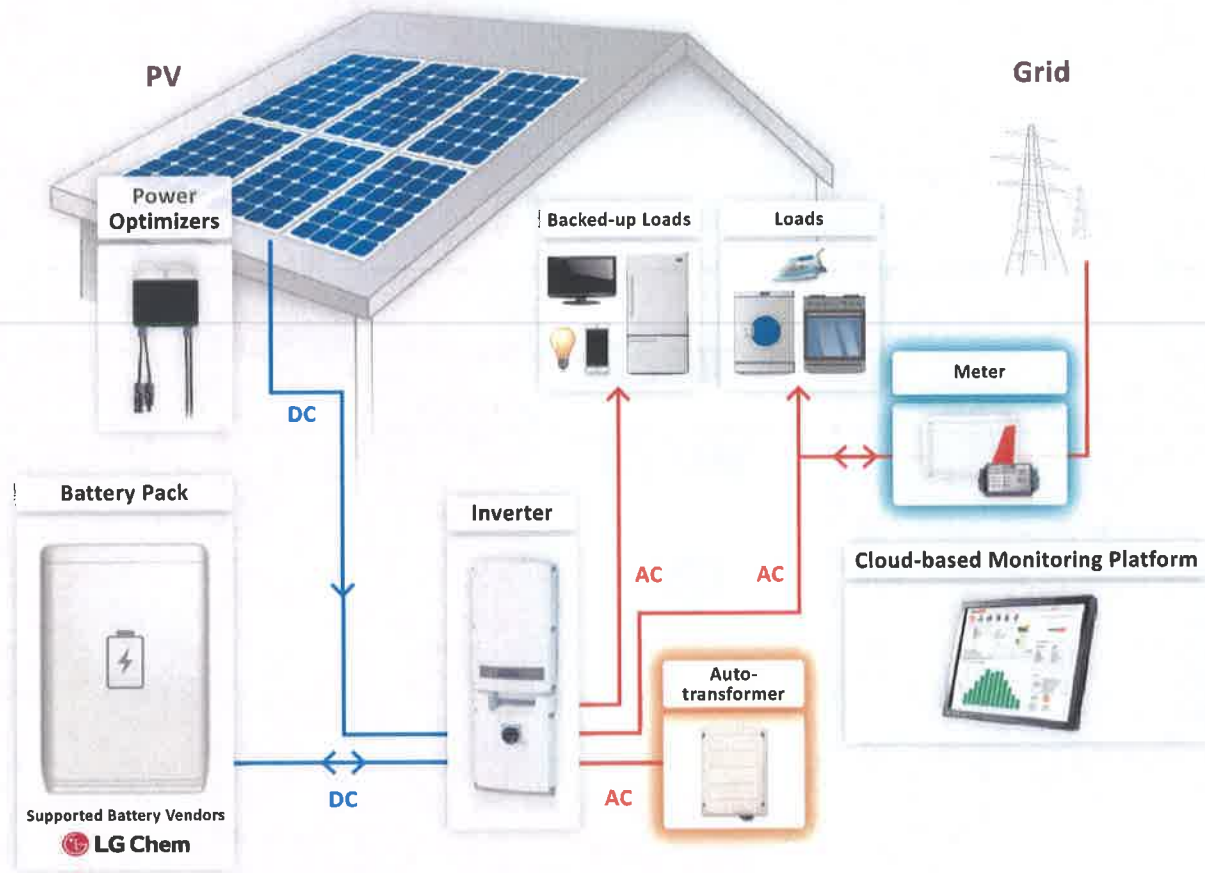 PV
Grid
Power
Optimizers
Backed-up Loads
Loads
Meter
DC
Battery Pack
Inverter
Cloud-based Monitoring Platform
AC
AC
Auto-
transformer
DC
AC
Supported Battery Vendors
LG Chem